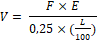 V = F × E / 0,25 × (L/100)